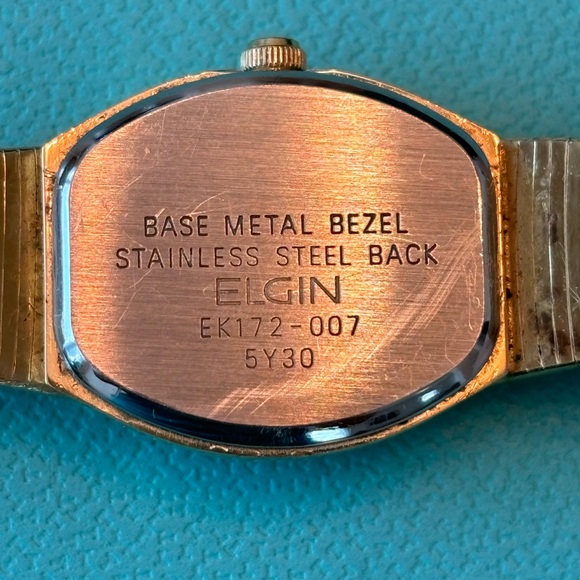 BASE METAL BEZEL
STAINLESS STEEL BACK
ELGIN
EK172-007
5Y30